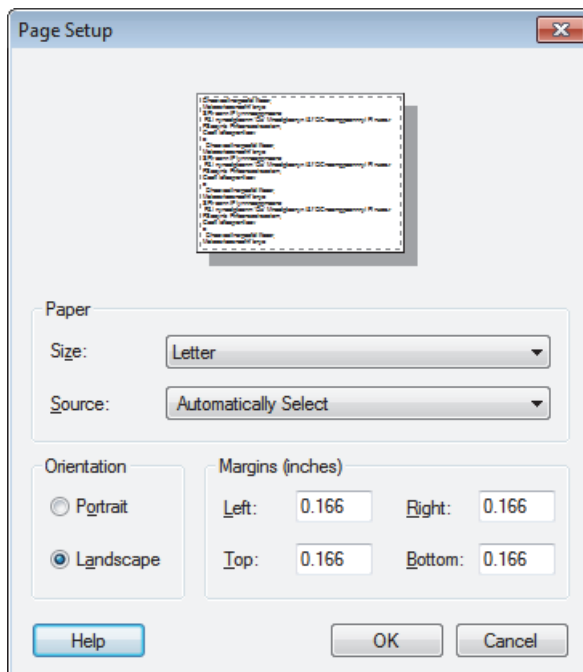 Page Setup
Paper
Size: Letter
Source: Automatically Select
Orientation
Portrait
Landscape
Margins (inches)
Left: 0.166 Right: 0.166
Top: 0.166 Bottom: 0.166
Help OK Cancel